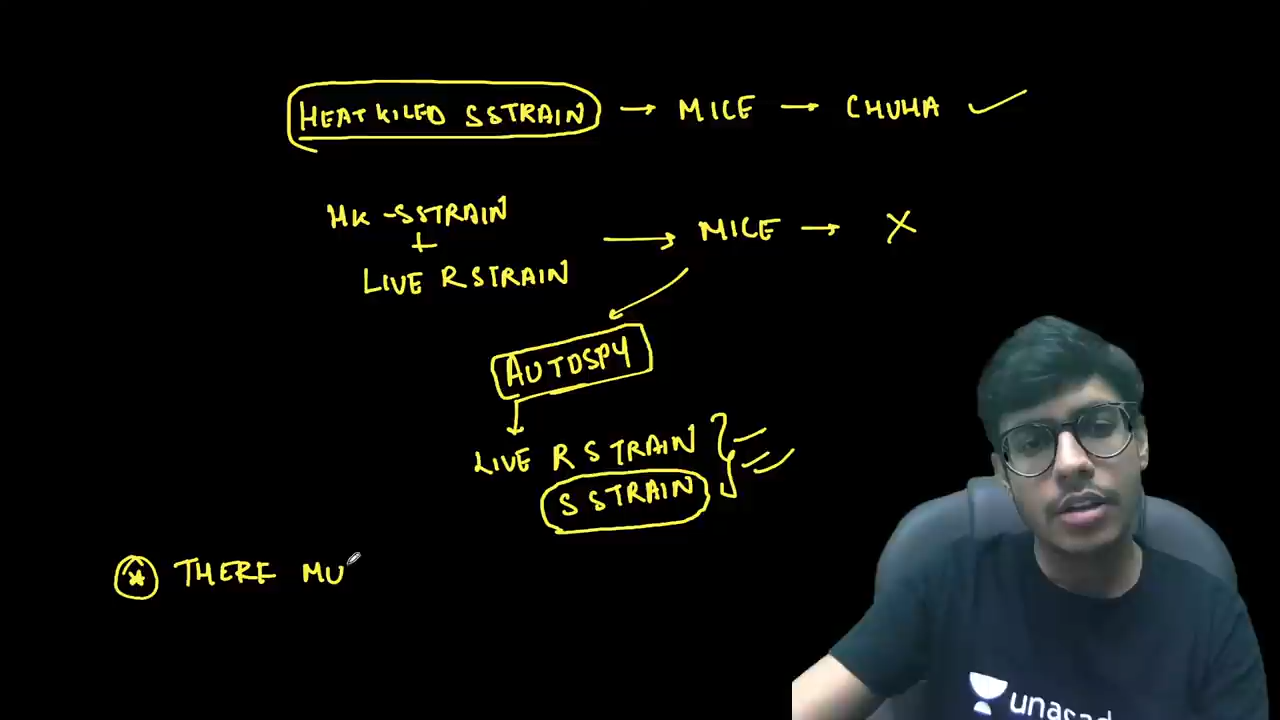 HEAT KILED S STRAIN → MICE → CHUHA ✓
HK - S STRAIN
+
LIVE R STRAIN → MICE → X
AUTOSPY
LIVE R STRAIN
S STRAIN
* THERE MU
unacad